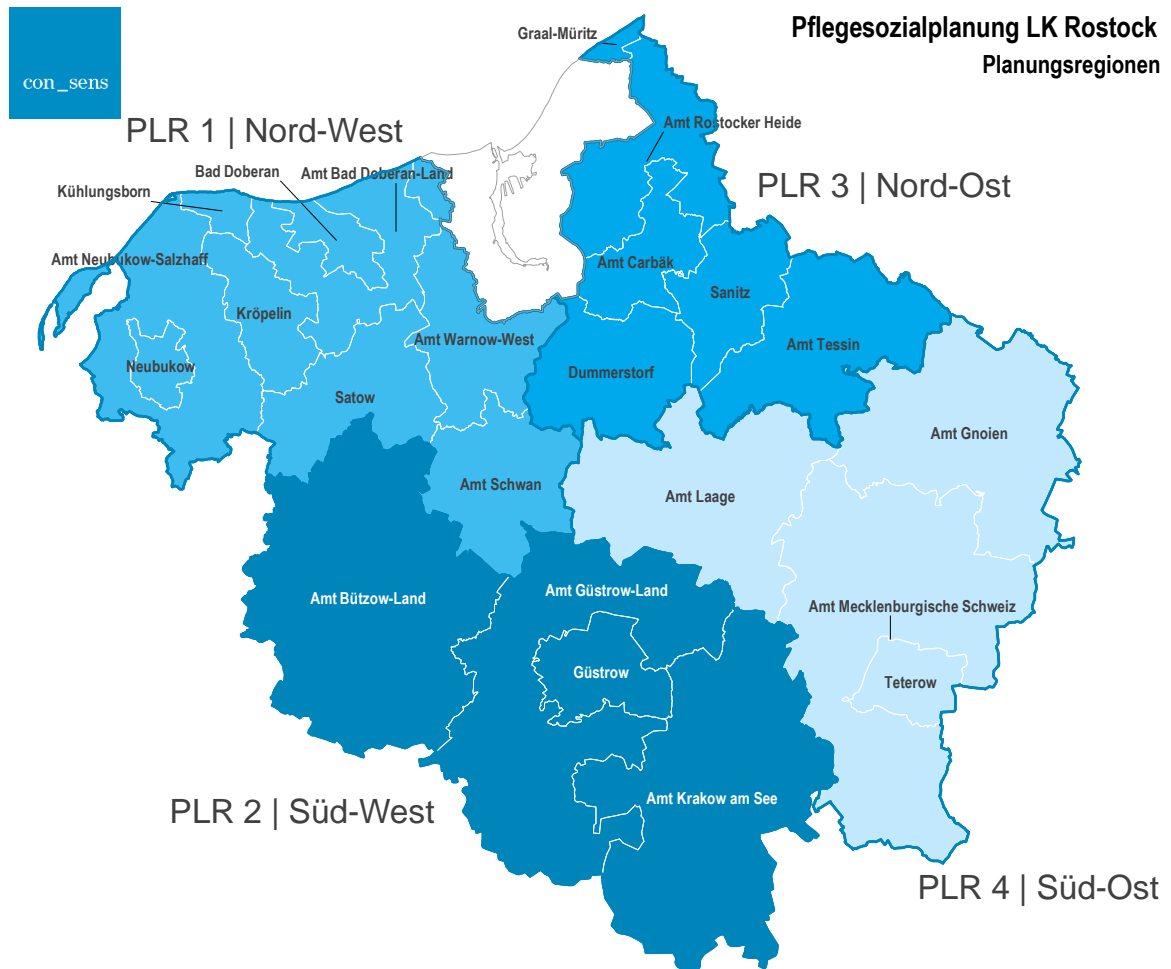 Pflegesozialplanung LK Rostock
Planungsregionen
con_sens
Graal-Müritz
PLR 1 | Nord-West
Amt Rostocker Heide
Bad Doberan
Amt Bad Doberan-Land
Kühlungsborn
PLR 3 | Nord-Ost
Amt Neubukow-Salzhaff
Amt Carbäk
Sanitz
Kröpelin
Amt Warnow-West
Amt Tessin
Neubukow
Dummerstorf
Satow
Amt Gnoien
Amt Schwan
Amt Laage
Amt Bützow-Land
Amt Güstrow-Land
Amt Mecklenburgische Schweiz
Güstrow
Teterow
Amt Krakow am See
PLR 2 | Süd-West
PLR 4 | Süd-Ost